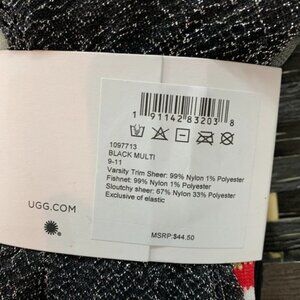 1 91142 83203 8
1097713
BLACK MULTI
9-11
Varsity Trim Sheer: 99% Nylon 1% Polyester
Fishnet: 99% Nylon 1% Polyester
Sloutchy sheer: 67% Nylon 33% Polyester
Exclusive of elastic
UGG.COM
MSRP:$44.50